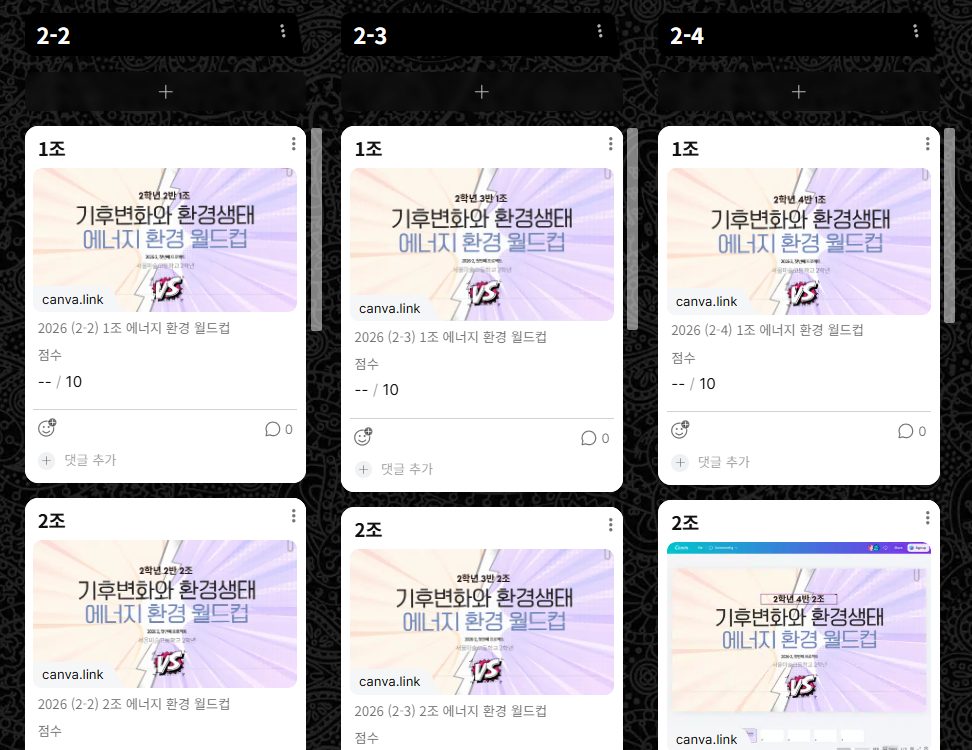 2-2
1조
2학년 2반 1조
기후변화와 환경생태
에너지 환경 월드컵
VS
canva.link
2026 (2-2) 1조 에너지 환경 월드컵
점수
-- / 10
0
댓글 추가
2조
2학년 2반 2조
기후변화와 환경생태
에너지 환경 월드컵
VS
canva.link
2026 (2-2) 2조 에너지 환경 월드컵
점수
2-3
1조
2학년 3반 1조
기후변화와 환경생태
에너지 환경 월드컵
VS
canva.link
2026 (2-3) 1조 에너지 환경 월드컵
점수
-- / 10
0
댓글 추가
2조
2학년 3반 2조
기후변화와 환경생태
에너지 환경 월드컵
VS
canva.link
2026 (2-3) 2조 에너지 환경 월드컵
점수
2-4
1조
2학년 4반 1조
기후변화와 환경생태
에너지 환경 월드컵
VS
canva.link
2026 (2-4) 1조 에너지 환경 월드컵
점수
-- / 10
0
댓글 추가
2조
2학년 4반 2조
기후변화와 환경생태
에너지 환경 월드컵
VS
canva.link